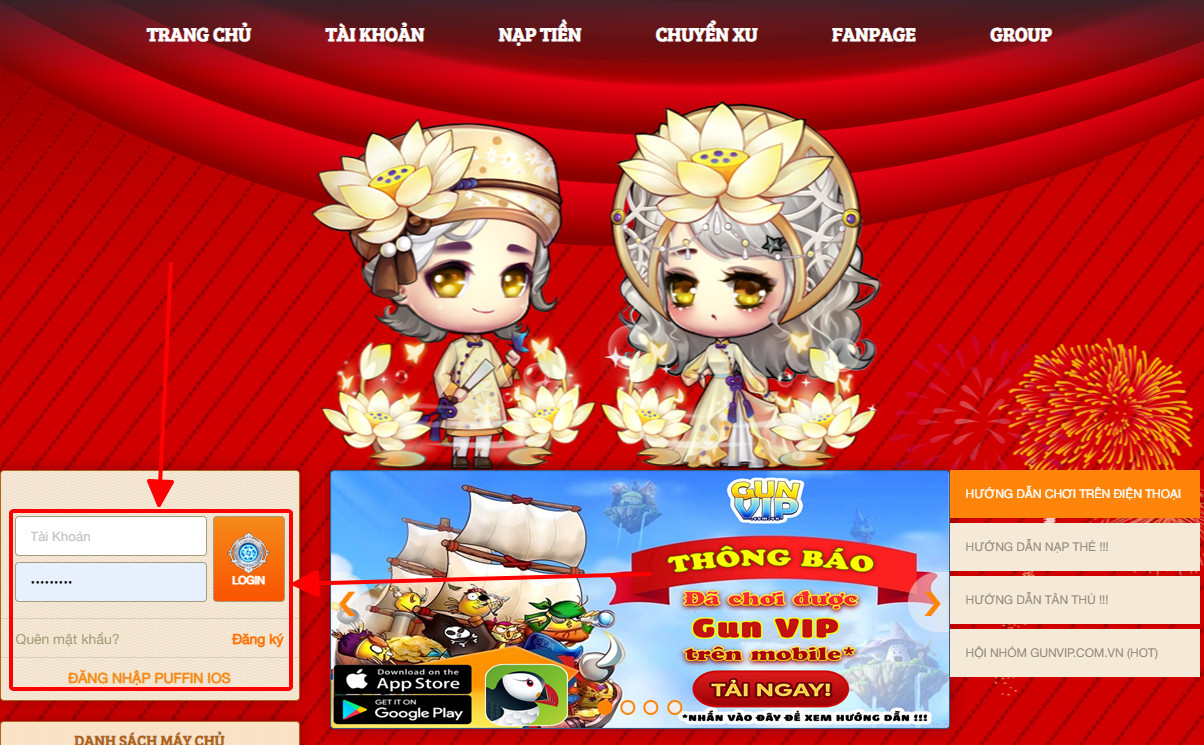 TRANG CHỦ
TÀI KHOẢN
NẠP TIỀN
CHUYỂN XU
FANPAGE
GROUP
Tài Khoản
LOGIN
Quên mật khẩu?
Đăng ký
ĐĂNG NHẬP PUFFIN IOS
DANH SÁCH MÁY CHỦ
GUN
VIP
.com.vn
THÔNG BÁO
Đã chơi được
Gun VIP
trên mobile*
TẢI NGAY!
*NHẤN VÀO ĐÂY ĐỂ XEM HƯỚNG DẪN !!!
Download on the
App Store
GET IT ON
Google Play
HƯỚNG DẪN CHƠI TRÊN ĐIỆN THOẠI
HƯỚNG DẪN NẠP THẺ !!!
HƯỚNG DẪN TÂN THỦ !!!
HỘI NHÓM GUNVIP.COM.VN (HOT)